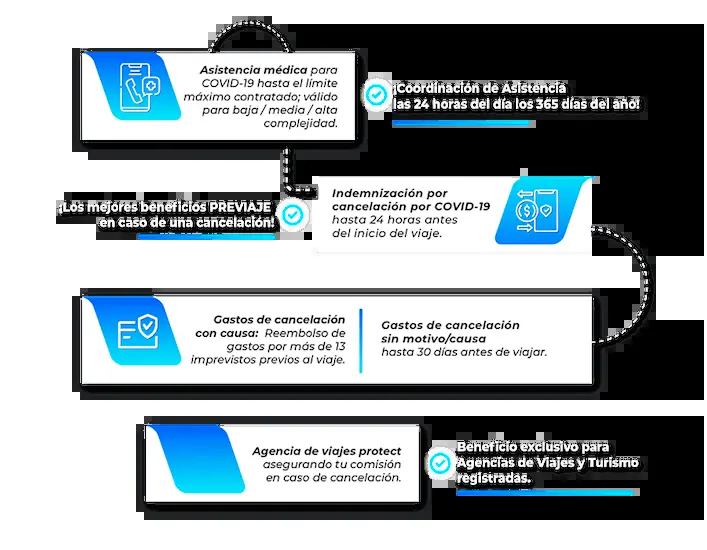 Asistencia médica para
COVID-19 hasta el límite
máximo contratado; válido
para baja / media / alta
complejidad.
¡Coordinación de Asistencia
las 24 horas del día los 365 días del año!
¡Los mejores beneficios PREVIAJE
en caso de una cancelación!
Indemnización por
cancelación por COVID-19
hasta 24 horas antes
del inicio del viaje.
Gastos de cancelación
con causa: Reembolso de
gastos por más de 13
imprevistos previos al viaje.
Gastos de cancelación
sin motivo/causa
hasta 30 días antes de viajar.
Agencia de viajes protect
asegurando tu comisión
en caso de cancelación.
Beneficio exclusivo para
Agencias de Viajes y Turismo
registradas.